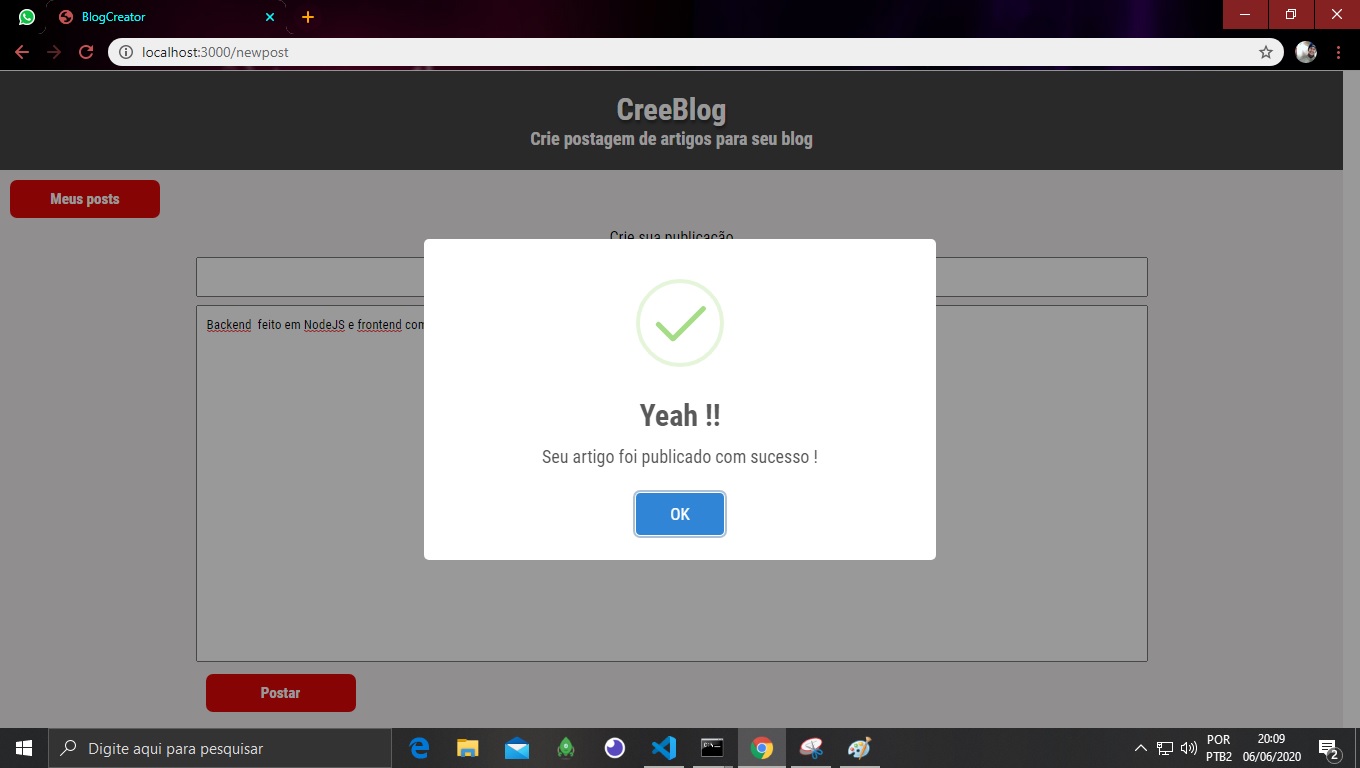 BlogCreator
localhost:3000/newpost
CreeBlog
Crie postagem de artigos para seu blog
Meus posts
Crie sua publicação
Backend feito em NodeJS e frontend com
Yeah !!
Seu artigo foi publicado com sucesso !
OK
Postar
Digite aqui para pesquisar
POR
PTB2
20:09
06/06/2020
2